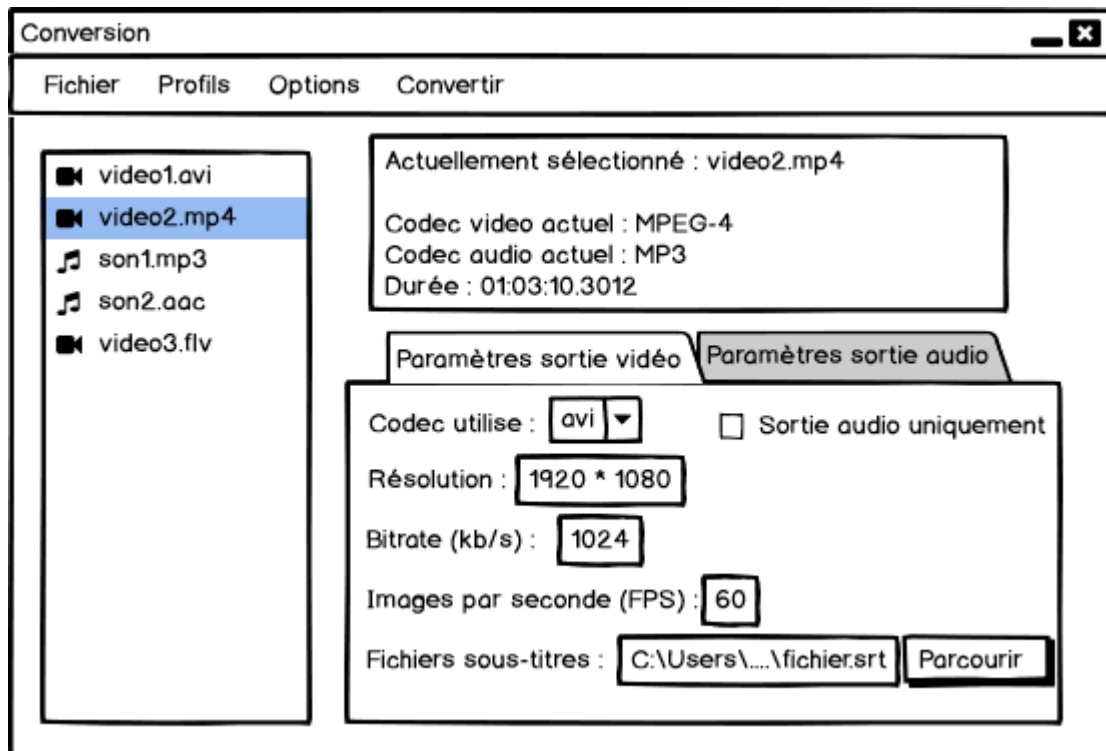 Conversion
Fichier Profils Options Convertir
video1.avi
video2.mp4
son1.mp3
son2.aac
video3.flv
Actuellement sélectionné : video2.mp4
Codec video actuel : MPEG-4
Codec audio actuel : MP3
Durée : 01:03:10.3012
Paramètres sortie vidéo Paramètres sortie audio
Codec utilise : avi Sortie audio uniquement
Résolution : 1920 * 1080
Bitrate (kb/s) : 1024
Images par seconde (FPS) : 60
Fichiers sous-titres : C:\Users\....\fichier.srt Parcourir